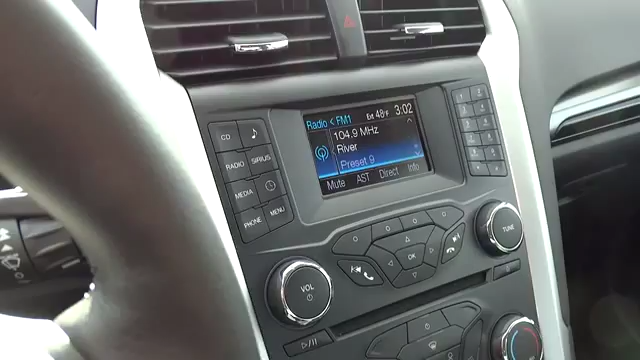 Radio < FM1 Ext 48°F 3:02
104.9 MHz
River
Preset 9
Mute AST Direct Info
CD
RADIO SIRIUS
MEDIA
PHONE MENU
OK
VOL
TUNE